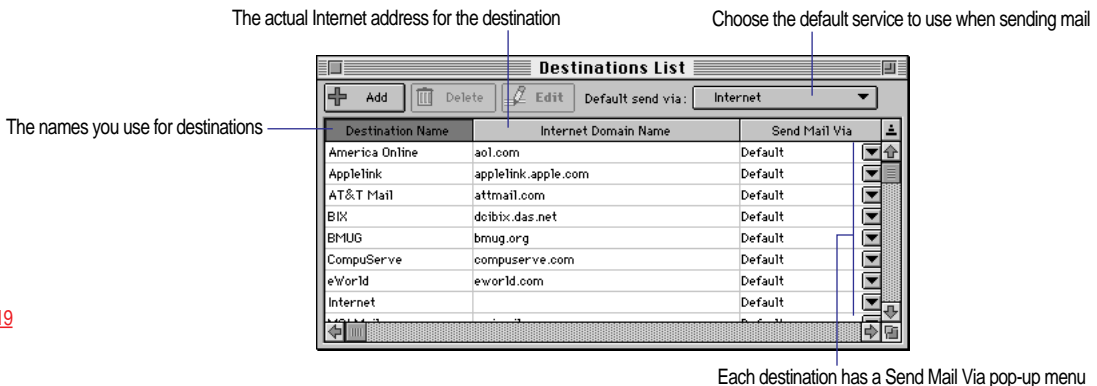 The actual Internet address for the destination
Choose the default service to use when sending mail
Destinations List
Add Delete Edit Default send via: Internet
The names you use for destinations
Destination Name Internet Domain Name Send Mail Via
America Online aol.com Default
Applelink applelink.apple.com Default
AT&T Mail attmail.com Default
BIX dcibix.das.net Default
BMUG bmug.org Default
CompuServe compuserve.com Default
eWorld eworld.com Default
Internet Default
19
Each destination has a Send Mail Via pop-up menu